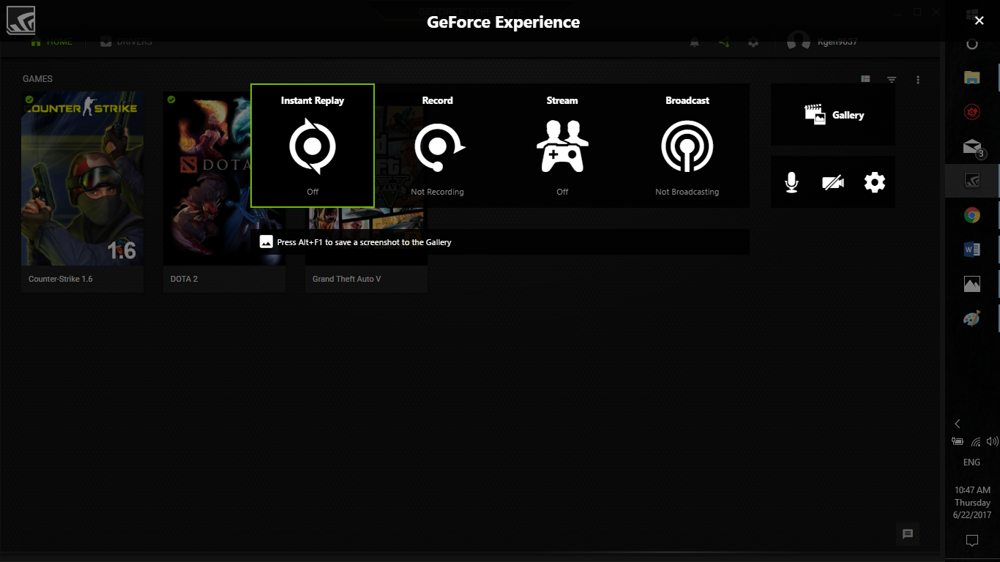 GeForce Experience
HOME
DRIVERS
Kgen9637
GAMES
COUNTER STRIKE
1.6
DOTA
Instant Replay
Record
Stream
Broadcast
Off
Not Recording
Off
Not Broadcasting
Gallery
Press Alt+F1 to save a screenshot to the Gallery
Counter-Strike 1.6
DOTA 2
Grand Theft Auto V
3
ENG
10:47 AM
Thursday
6/22/2017